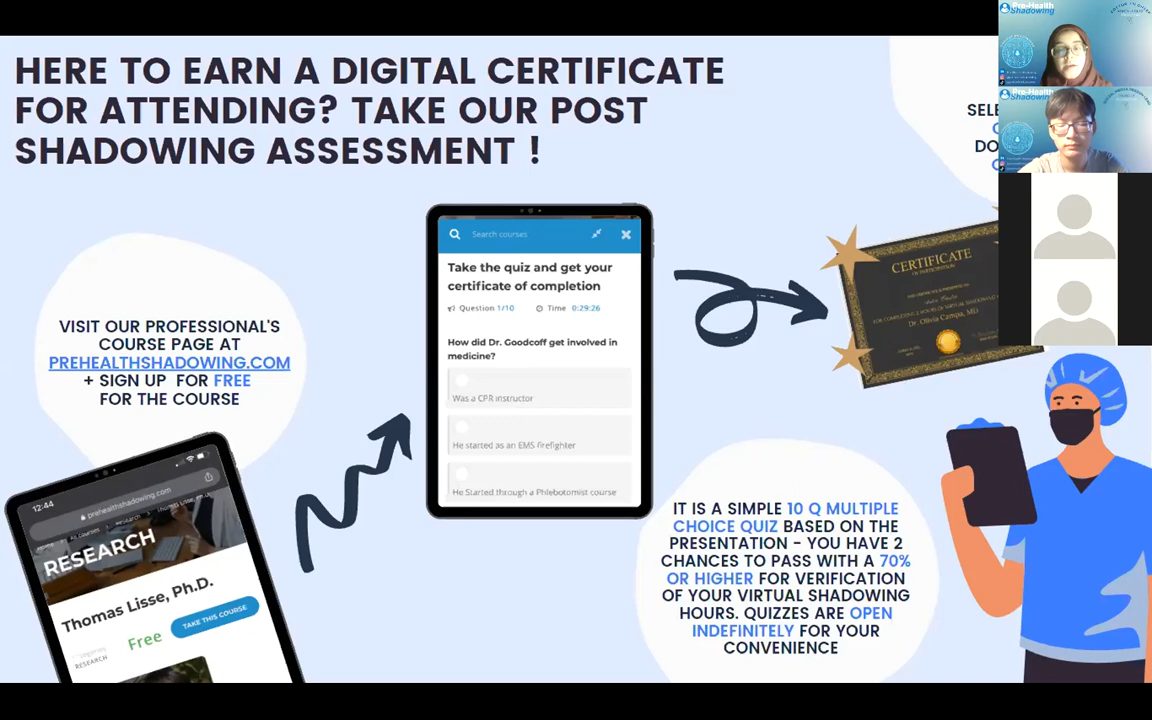 HERE TO EARN A DIGITAL CERTIFICATE
FOR ATTENDING? TAKE OUR POST
SHADOWING ASSESSMENT !
VISIT OUR PROFESSIONAL'S
COURSE PAGE AT
PREHEALTHSHADOWING.COM
+ SIGN UP FOR FREE
FOR THE COURSE
12:44
prehealthshadowing.com
RESEARCH
Thomas Lisse, Ph.D.
Free
TAKE THIS COURSE
RESEARCH
Search courses
Take the quiz and get your
certificate of completion
Question 1/10
Time 0:29:26
How did Dr. Goodcoff get involved in
medicine?
Was a CPR instructor
He started as an EMS firefighter
He Started through a Phlebotomist course
SELE
DO
CERTIFICATE
OF PARTICIPATION
Dr. Olivia Campa, MD
IT IS A SIMPLE 10 Q MULTIPLE
CHOICE QUIZ BASED ON THE
PRESENTATION - YOU HAVE 2
CHANCES TO PASS WITH A 70%
OR HIGHER FOR VERIFICATION
OF YOUR VIRTUAL SHADOWING
HOURS. QUIZZES ARE OPEN
INDEFINITELY FOR YOUR
CONVENIENCE
Pre-Health
Shadowing
Shadowing